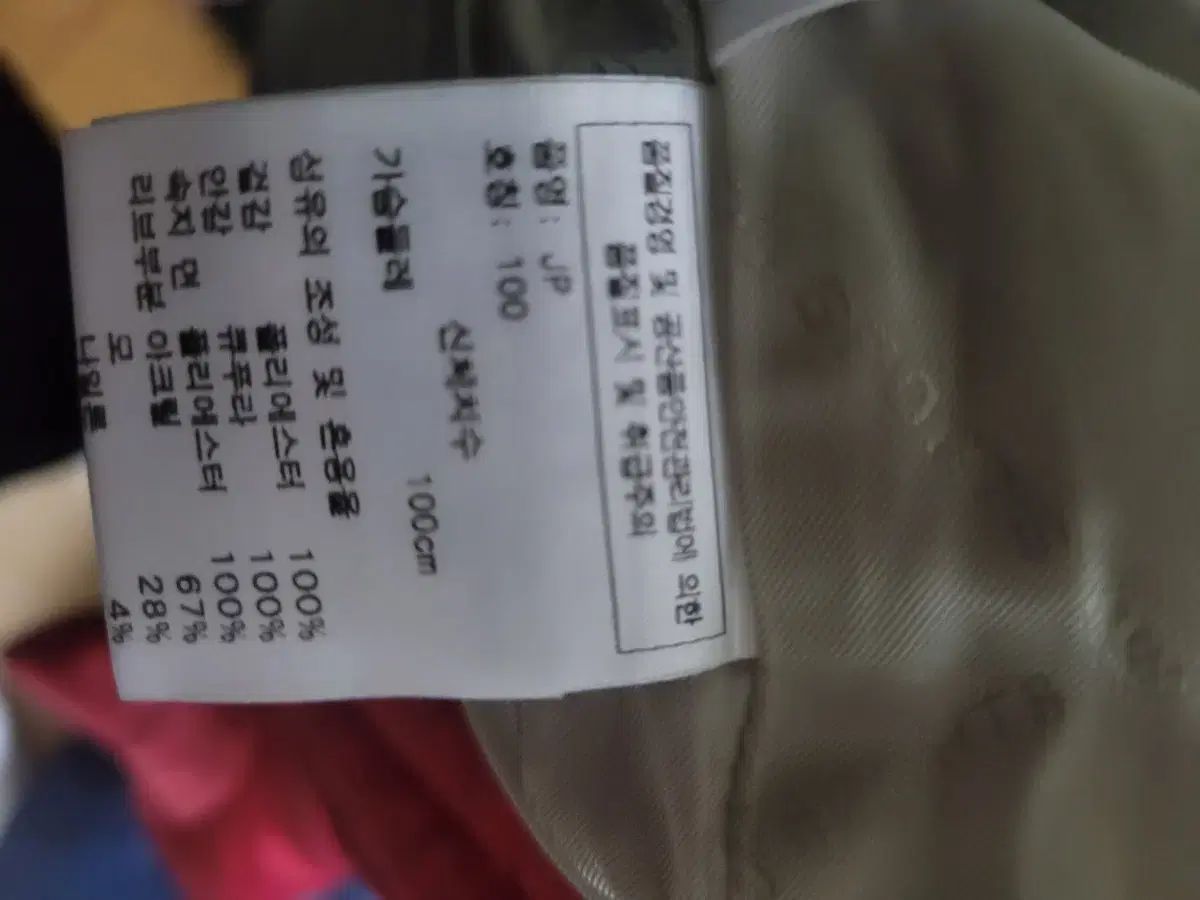 품질경영 및 공산품안전관리법에 의한
품질표시 및 취급주의
품명: JP
호칭: 100
신체치수
가슴둘레 100cm
섬유의 조성 및 혼용율
겉감 폴리에스터 100%
안감 큐푸라 100%
속지 면 폴리에스터 100%
리브부분 아크릴 67%
모 28%
나일론 4%